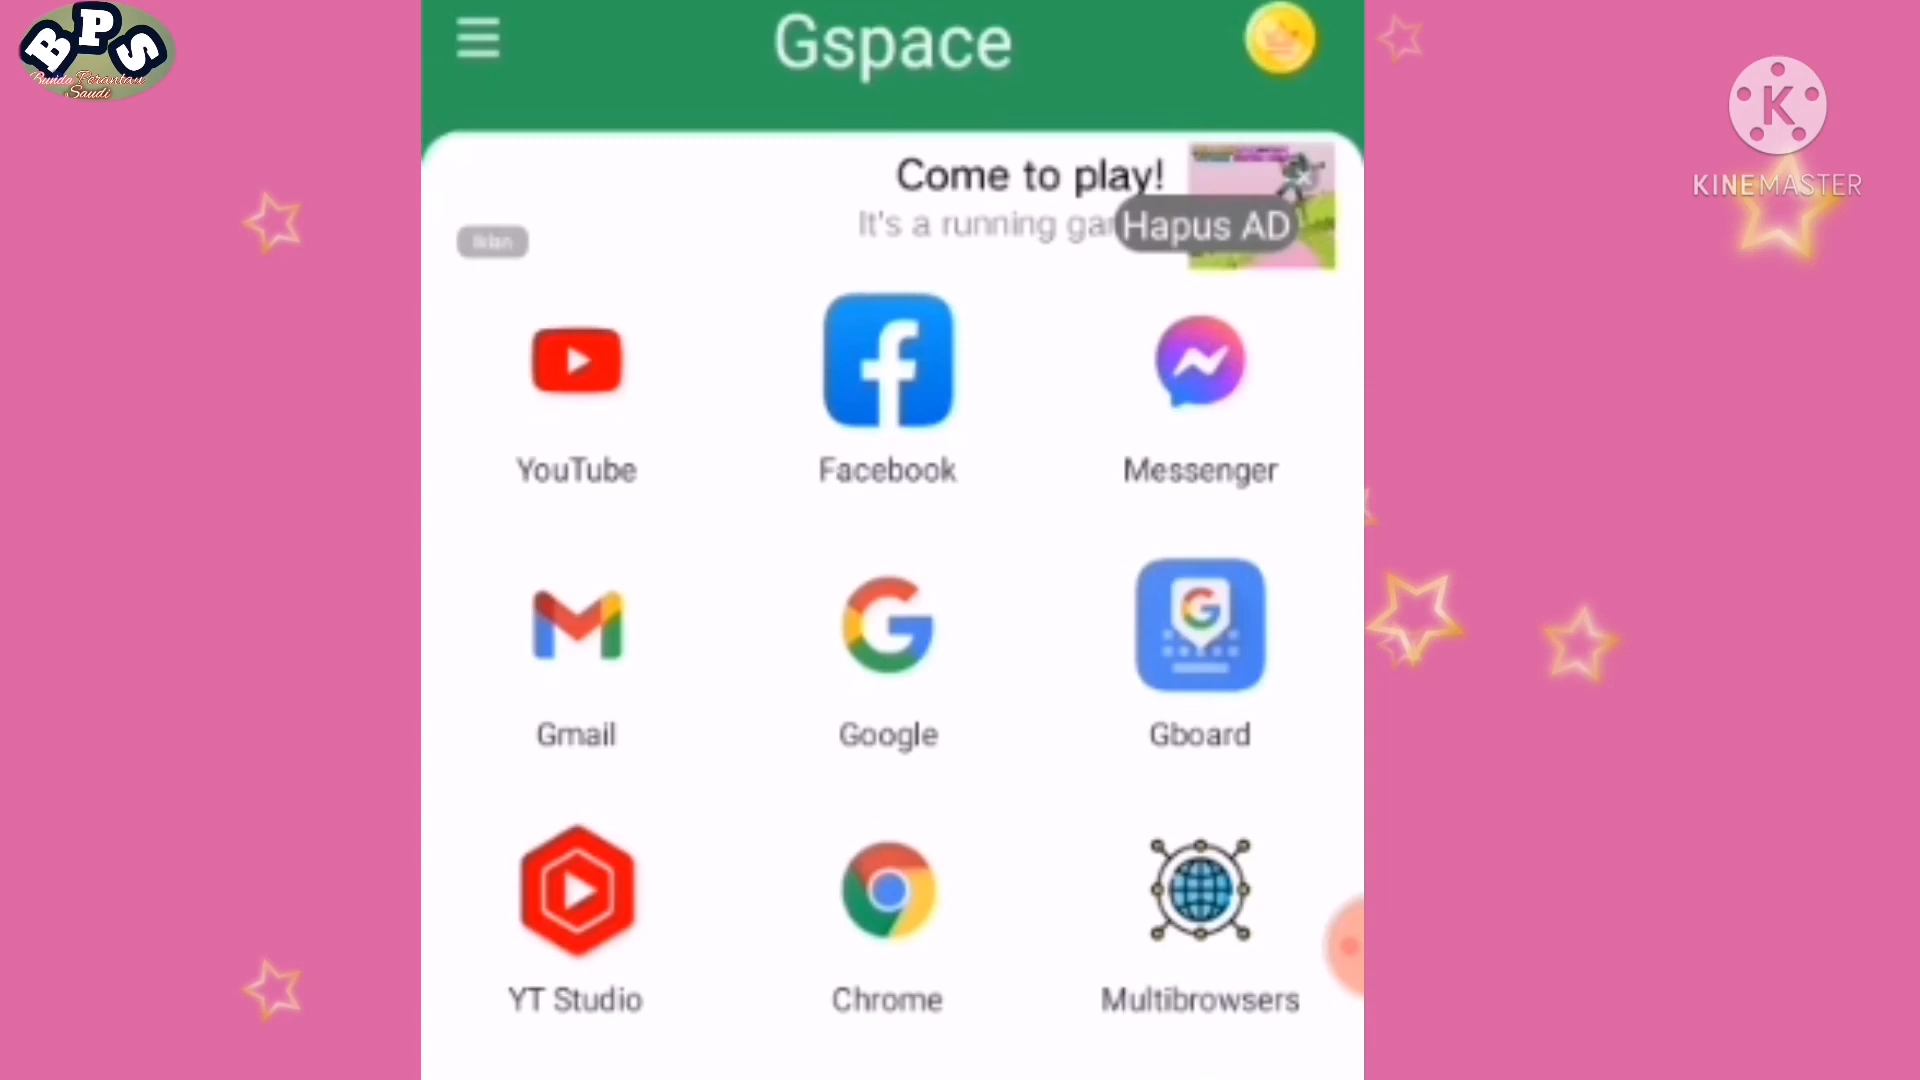 BPS
Bunda Perantau
Saudi
Gspace
K
KINEMASTER
Come to play!
It's a running gar
Hapus AD
Iklan
YouTube
Facebook
Messenger
Gmail
Google
Gboard
YT Studio
Chrome
Multibrowsers